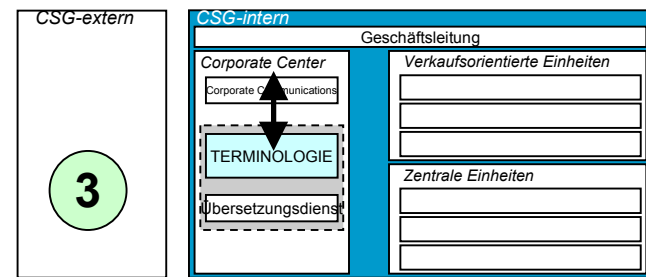 CSG-extern
CSG-intern
Geschäftsleitung
Corporate Center
Corporate Communications
TERMINOLOGIE
Übersetzungsdienst
Verkaufsorientierte Einheiten
Zentrale Einheiten
3